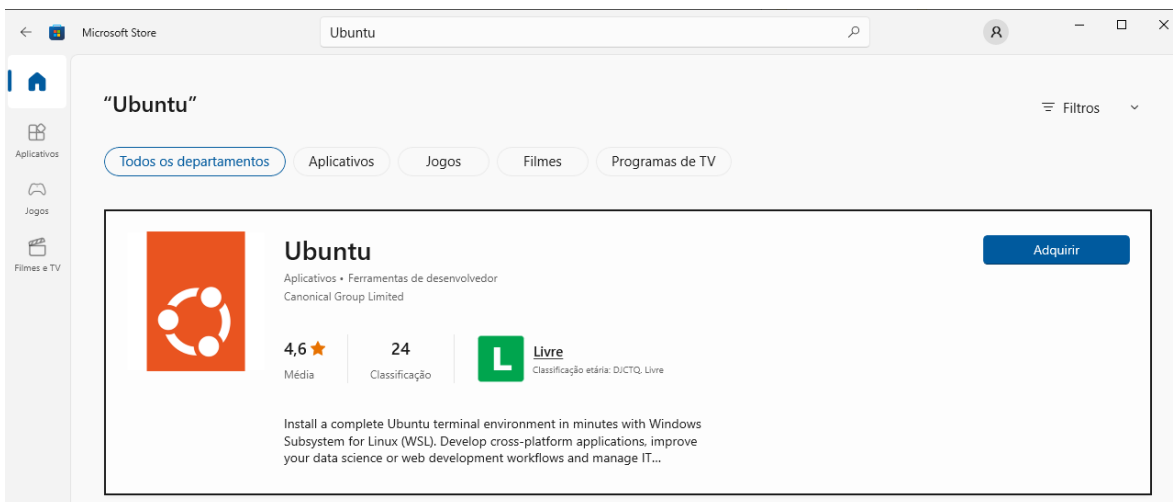 Microsoft Store
Ubuntu
"Ubuntu"
Filtros
Todos os departamentos
Aplicativos
Jogos
Filmes
Programas de TV
Aplicativos
Jogos
Filmes e TV
Ubuntu
Adquirir
Aplicativos • Ferramentas de desenvolvedor
Canonical Group Limited
4,6
Média
24
Classificação
L
Livre
Classificação etária: DJCTQ, Livre
Install a complete Ubuntu terminal environment in minutes with Windows
Subsystem for Linux (WSL). Develop cross-platform applications, improve
your data science or web development workflows and manage IT...